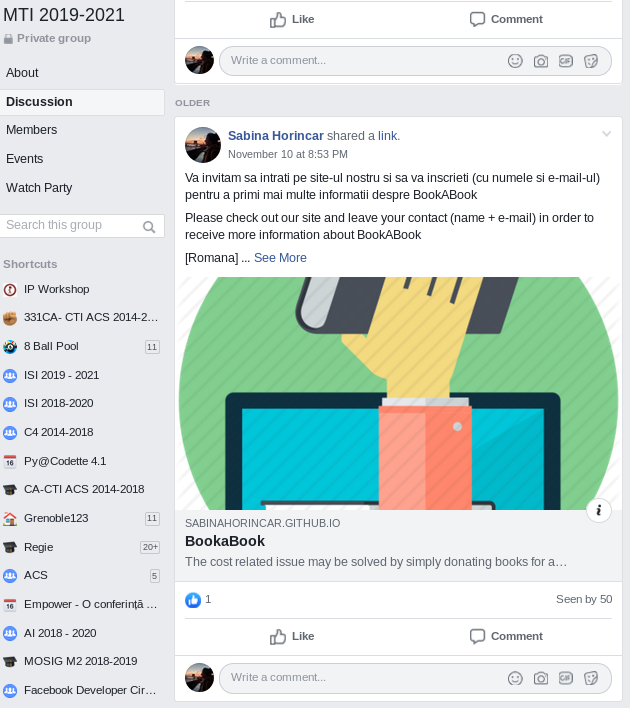 MTI 2019-2021
Private group
About
Discussion
Members
Events
Watch Party
Search this group
Shortcuts
IP Workshop
331CA- CTI ACS 2014-2...
8 Ball Pool 11
ISI 2019 - 2021
ISI 2018-2020
C4 2014-2018
16 Py@Codette 4.1
CA-CTI ACS 2014-2018
Grenoble123 11
Regie 20+
ACS 5
16 Empower - O conferință ...
AI 2018 - 2020
MOSIG M2 2018-2019
Facebook Developer Cir...
Like Comment
Write a comment... GIF
OLDER
Sabina Horincar shared a link.
November 10 at 8:53 PM
Va invitam sa intrati pe site-ul nostru si sa va inscrieti (cu numele si e-mail-ul)
pentru a primi mai multe informatii despre BookABook
Please check out our site and leave your contact (name + e-mail) in order to
receive more information about BookABook
[Romana] ... See More
i
SABINAHORINCAR.GITHUB.IO
BookaBook
The cost related issue may be solved by simply donating books for a...
1 Seen by 50
Like Comment
Write a comment... GIF